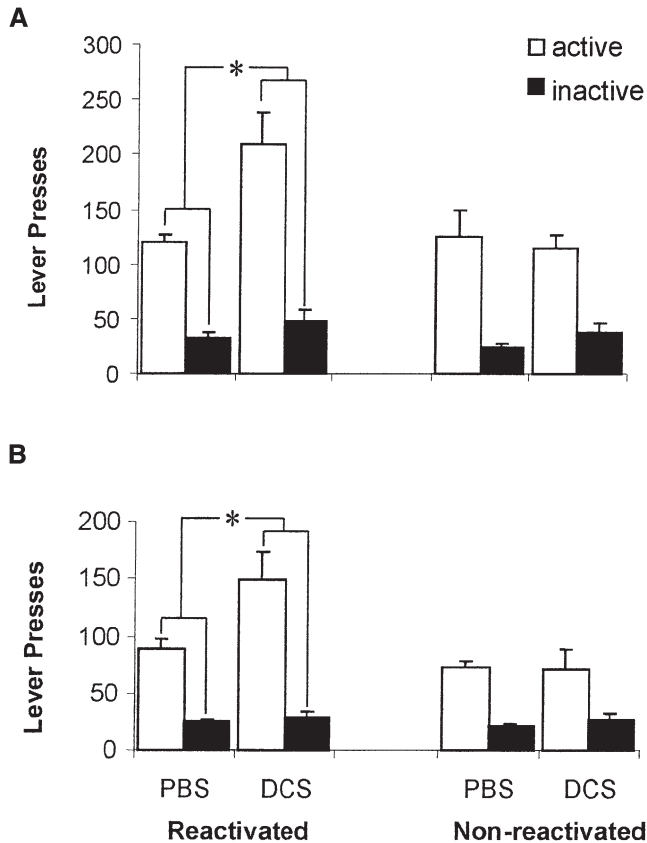 A
300
250
200
150
100
50
0
Lever Presses
*
active
inactive
B
200
150
100
50
0
Lever Presses
*
PBS DCS PBS DCS
Reactivated Non-reactivated